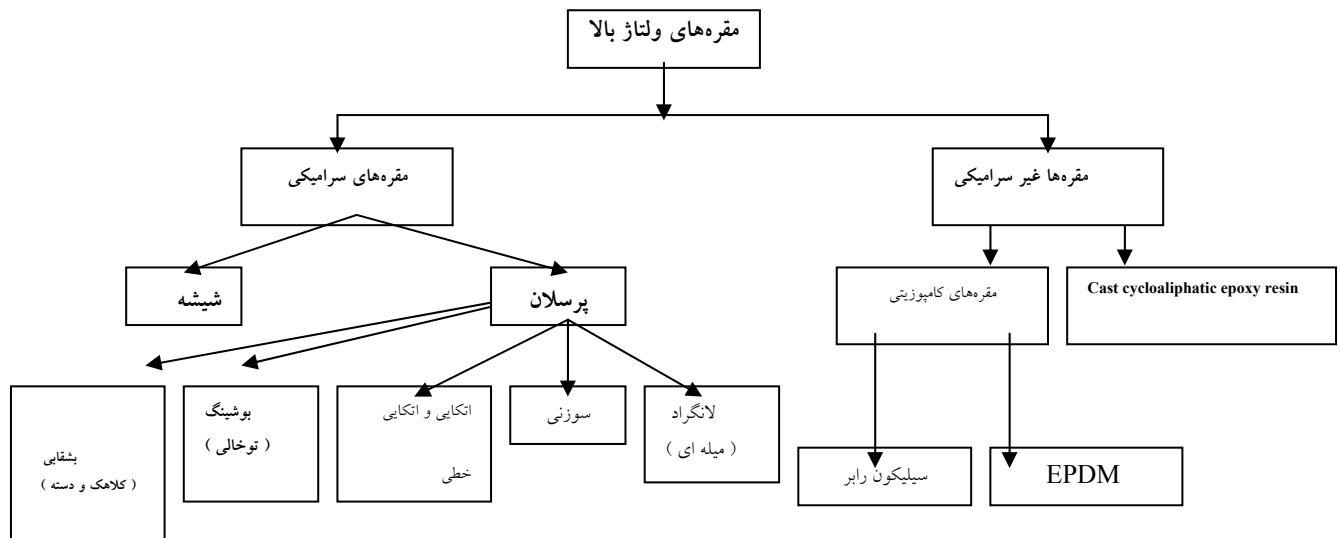 مقره‌های ولتاژ بالا
مقره‌های سرامیکی
مقره‌ها غیر سرامیکی
شیشه
پرسلان
مقره‌های کامپوزیتی
Cast cycloaliphatic epoxy resin
بشقابی
( کلاهک و دسته )
بوشینگ
( توخالی )
اتکایی و اتکایی
خطی
سوزنی
لانگراد
( میله ای )
سیلیکون رابر
EPDM